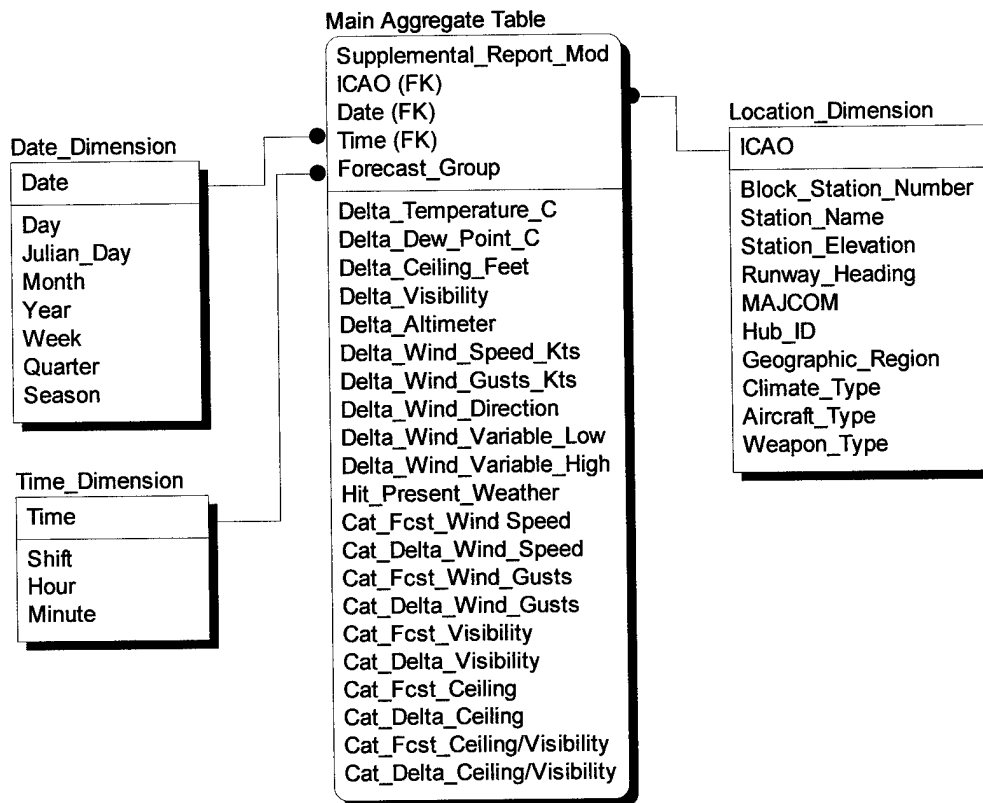 Main Aggregate Table
Supplemental_Report_Mod
ICAO (FK)
Date (FK)
Time (FK)
Forecast_Group
Delta_Temperature_C
Delta_Dew_Point_C
Delta_Ceiling_Feet
Delta_Visibility
Delta_Altimeter
Delta_Wind_Speed_Kts
Delta_Wind_Gusts_Kts
Delta_Wind_Direction
Delta_Wind_Variable_Low
Delta_Wind_Variable_High
Hit_Present_Weather
Cat_Fcst_Wind Speed
Cat_Delta_Wind_Speed
Cat_Fcst_Wind_Gusts
Cat_Delta_Wind_Gusts
Cat_Fcst_Visibility
Cat_Delta_Visibility
Cat_Fcst_Ceiling
Cat_Delta_Ceiling
Cat_Fcst_Ceiling/Visibility
Cat_Delta_Ceiling/Visibility
Date_Dimension
Date
Day
Julian_Day
Month
Year
Week
Quarter
Season
Time_Dimension
Time
Shift
Hour
Minute
Location_Dimension
ICAO
Block_Station_Number
Station_Name
Station_Elevation
Runway_Heading
MAJCOM
Hub_ID
Geographic_Region
Climate_Type
Aircraft_Type
Weapon_Type